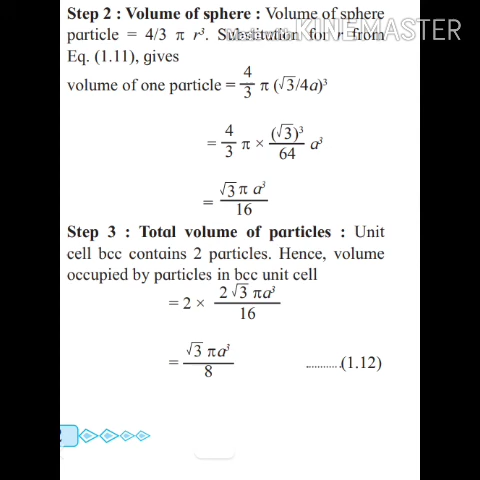 Step 2 : Volume of sphere : Volume of sphere
particle = 4/3 π r³. Substitution for r from
KINEMASTER
Eq. (1.11), gives
volume of one particle = 4/3 π (√3/4a)³
= 4/3 π × (√3)³/64 a³
= √3 π a³/16
Step 3 : Total volume of particles : Unit
cell bcc contains 2 particles. Hence, volume
occupied by particles in bcc unit cell
= 2 × 2√3 πa³/16
= √3 πa³/8 ...........(1.12)